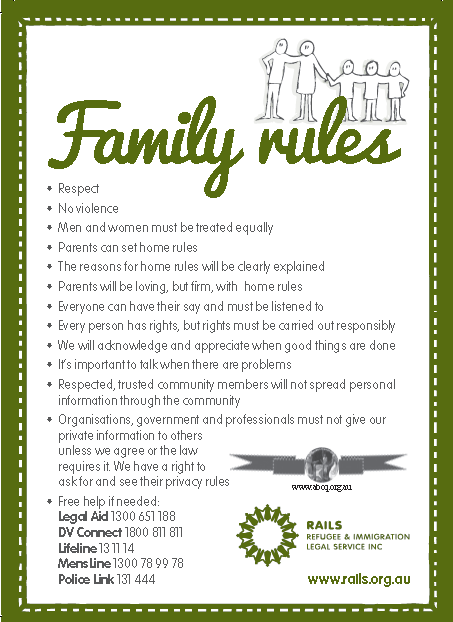 Family rules
• Respect
• No violence
• Men and women must be treated equally
• Parents can set home rules
• The reasons for home rules will be clearly explained
• Parents will be loving, but firm, with home rules
• Everyone can have their say and must be listened to
• Every person has rights, but rights must be carried out responsibly
• We will acknowledge and appreciate when good things are done
• It's important to talk when there are problems
• Respected, trusted community members will not spread personal
information through the community
• Organisations, government and professionals must not give our
private information to others
unless we agree or the law
requires it. We have a right to
ask for and see their privacy rules
www.abcq.org.au
• Free help if needed:
Legal Aid 1300 651 188
DV Connect 1800 811 811
Lifeline 13 11 14
MensLine 1300 78 99 78
Police Link 131 444
RAILS
REFUGEE & IMMIGRATION
LEGAL SERVICE INC
www.rails.org.au